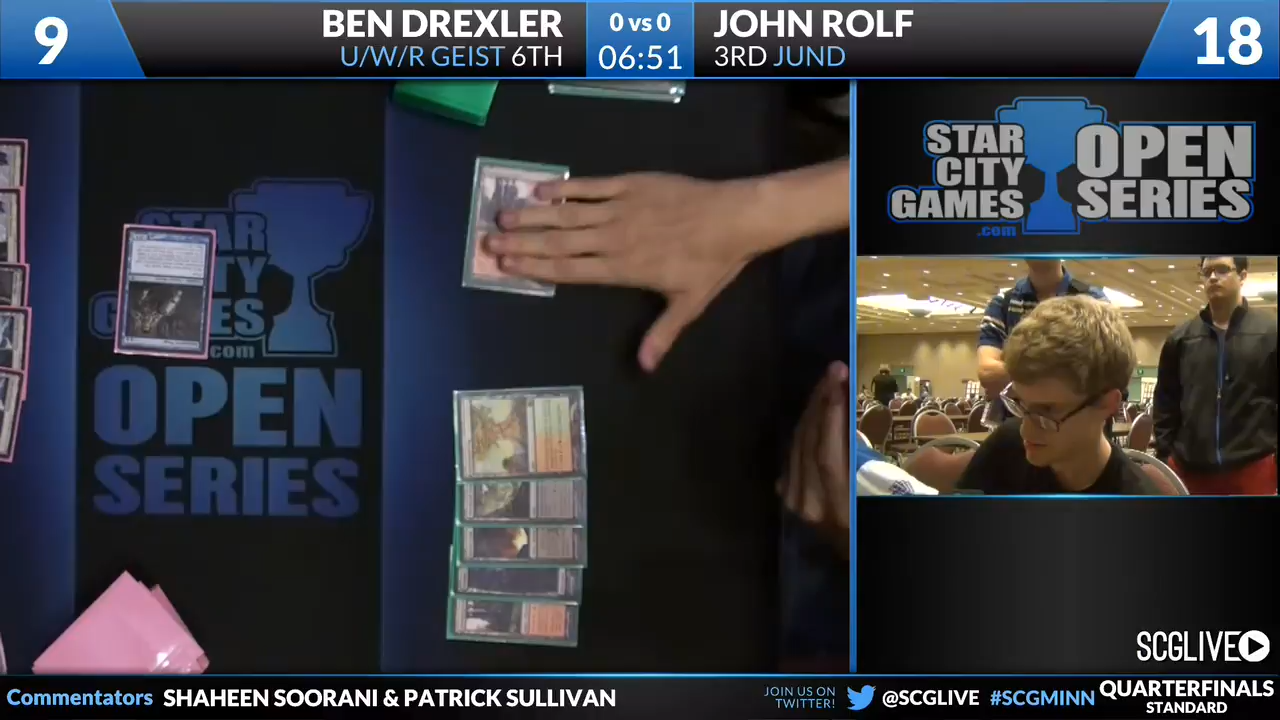 9
BEN DREXLER
U/W/R GEIST 6TH
0 vs 0
06:51
JOHN ROLF
3RD JUND
18
STAR
CITY
GAMES
.com
OPEN
SERIES
STAR
CITY
GAMES
.com
OPEN
SERIES
SCGLIVE
Commentators SHAHEEN SOORANI & PATRICK SULLIVAN
JOIN US ON
TWITTER!
@SCGLIVE #SCGMINN
QUARTERFINALS
STANDARD